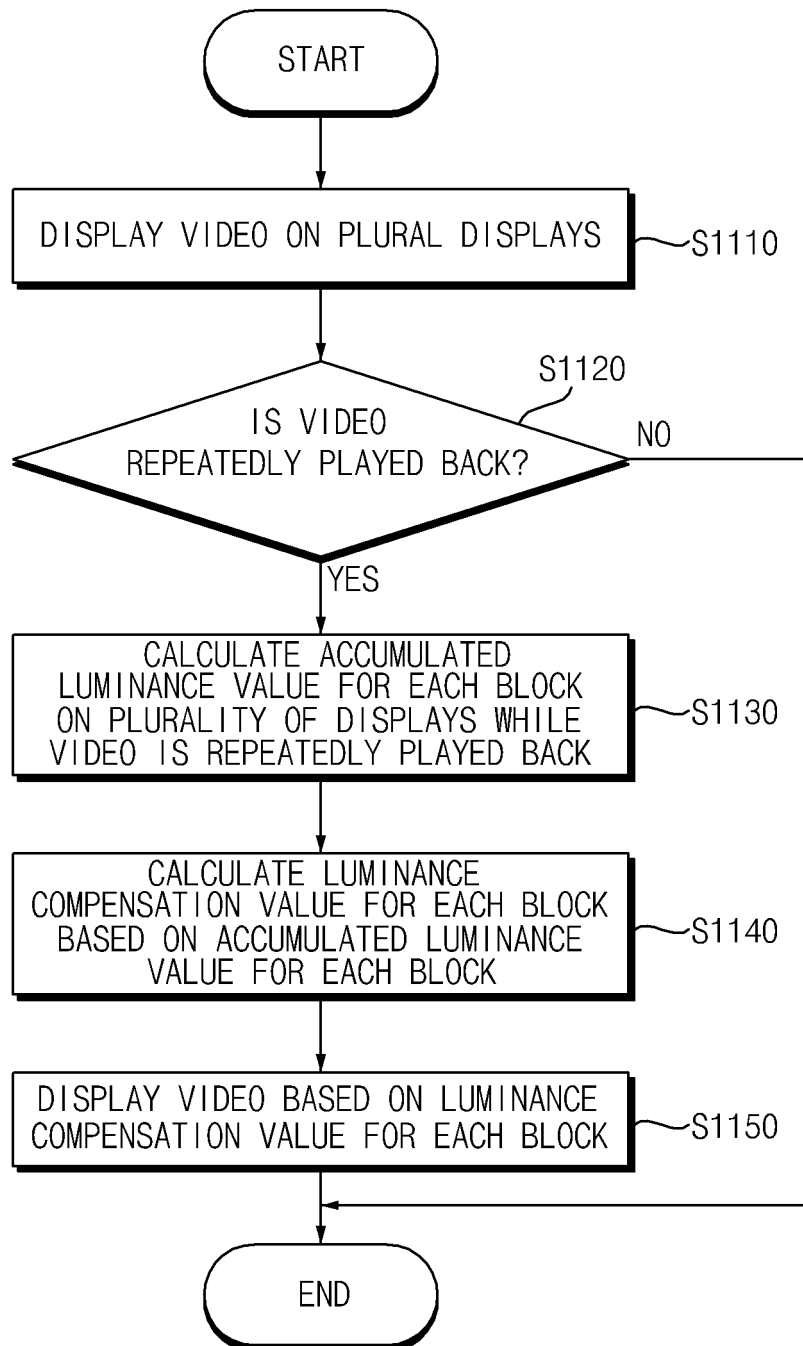 START
DISPLAY VIDEO ON PLURAL DISPLAYS
S1110
S1120
IS VIDEO
REPEATEDLY PLAYED BACK?
NO
YES
CALCULATE ACCUMULATED
LUMINANCE VALUE FOR EACH BLOCK
ON PLURALITY OF DISPLAYS WHILE
VIDEO IS REPEATEDLY PLAYED BACK
S1130
CALCULATE LUMINANCE
COMPENSATION VALUE FOR EACH BLOCK
BASED ON ACCUMULATED LUMINANCE
VALUE FOR EACH BLOCK
S1140
DISPLAY VIDEO BASED ON LUMINANCE
COMPENSATION VALUE FOR EACH BLOCK
S1150
END